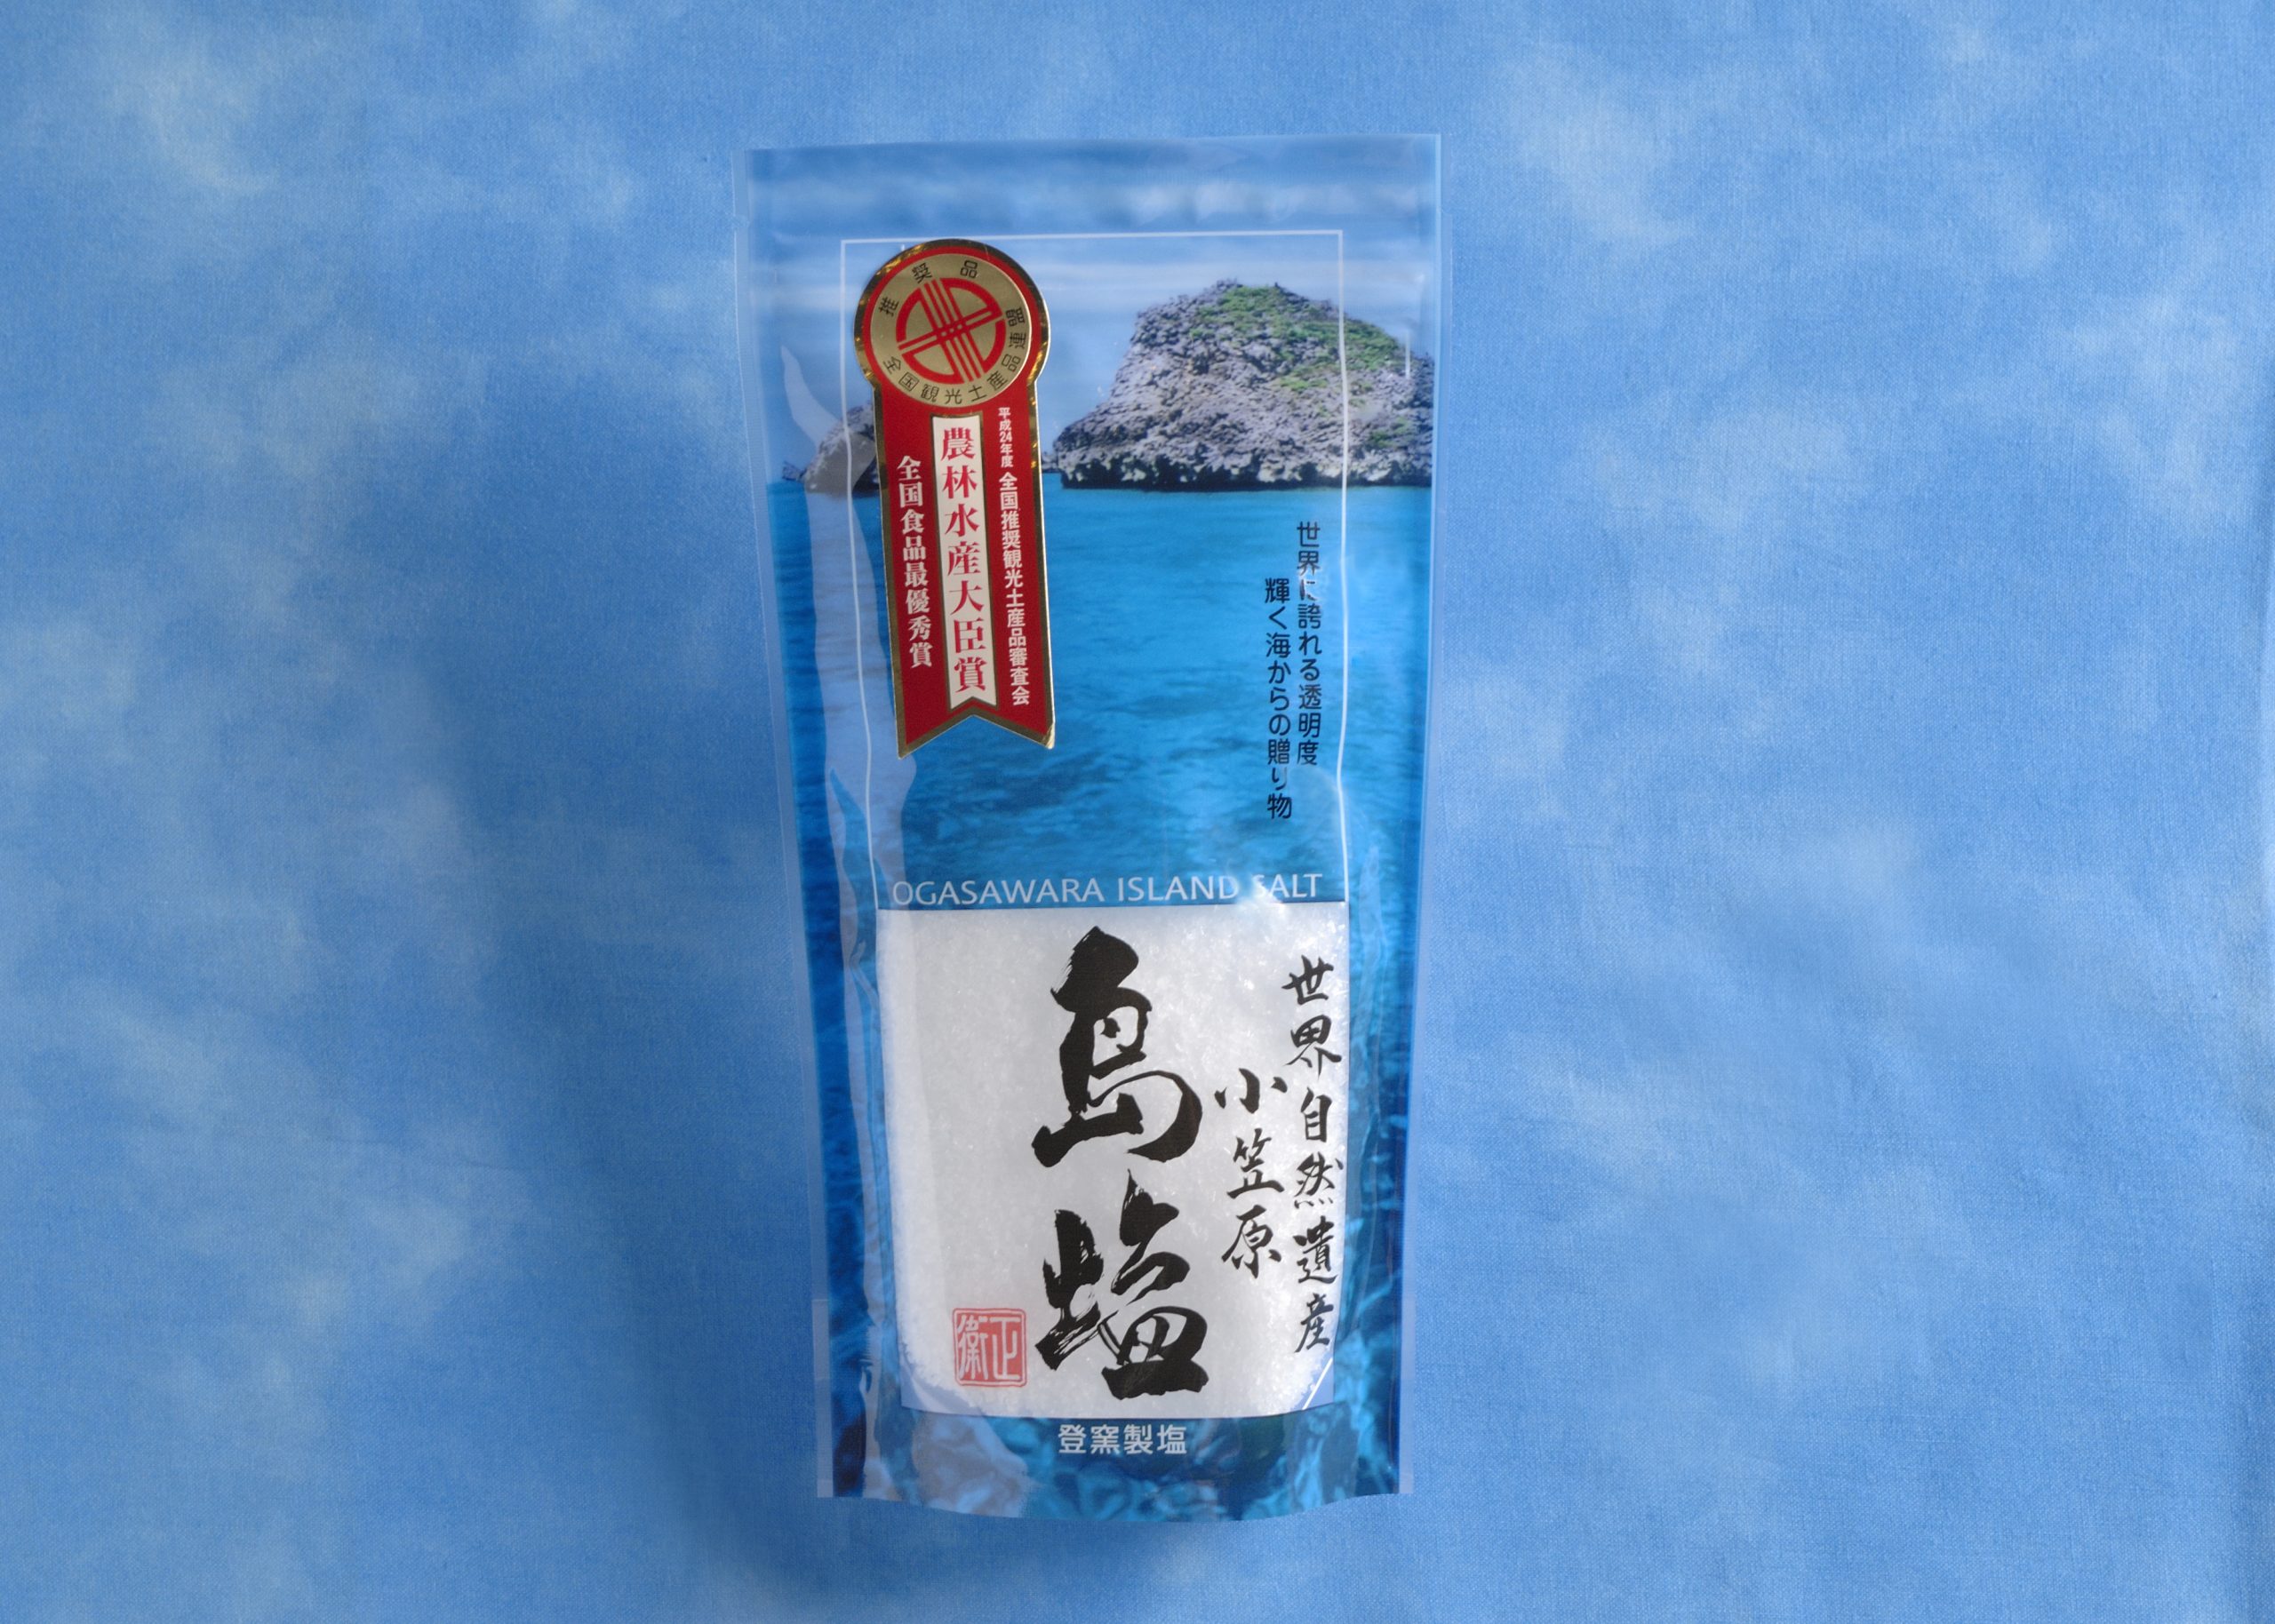 推奨品
全国観光土産品連盟
平成24年度 全国推奨観光土産品審査会
農林水産大臣賞
全国食品最優秀賞
世界に誇れる透明度
輝く海からの贈り物
OGASAWARA ISLAND SALT
世界自然遺産
小笠原
島塩
正衛
登窯製塩